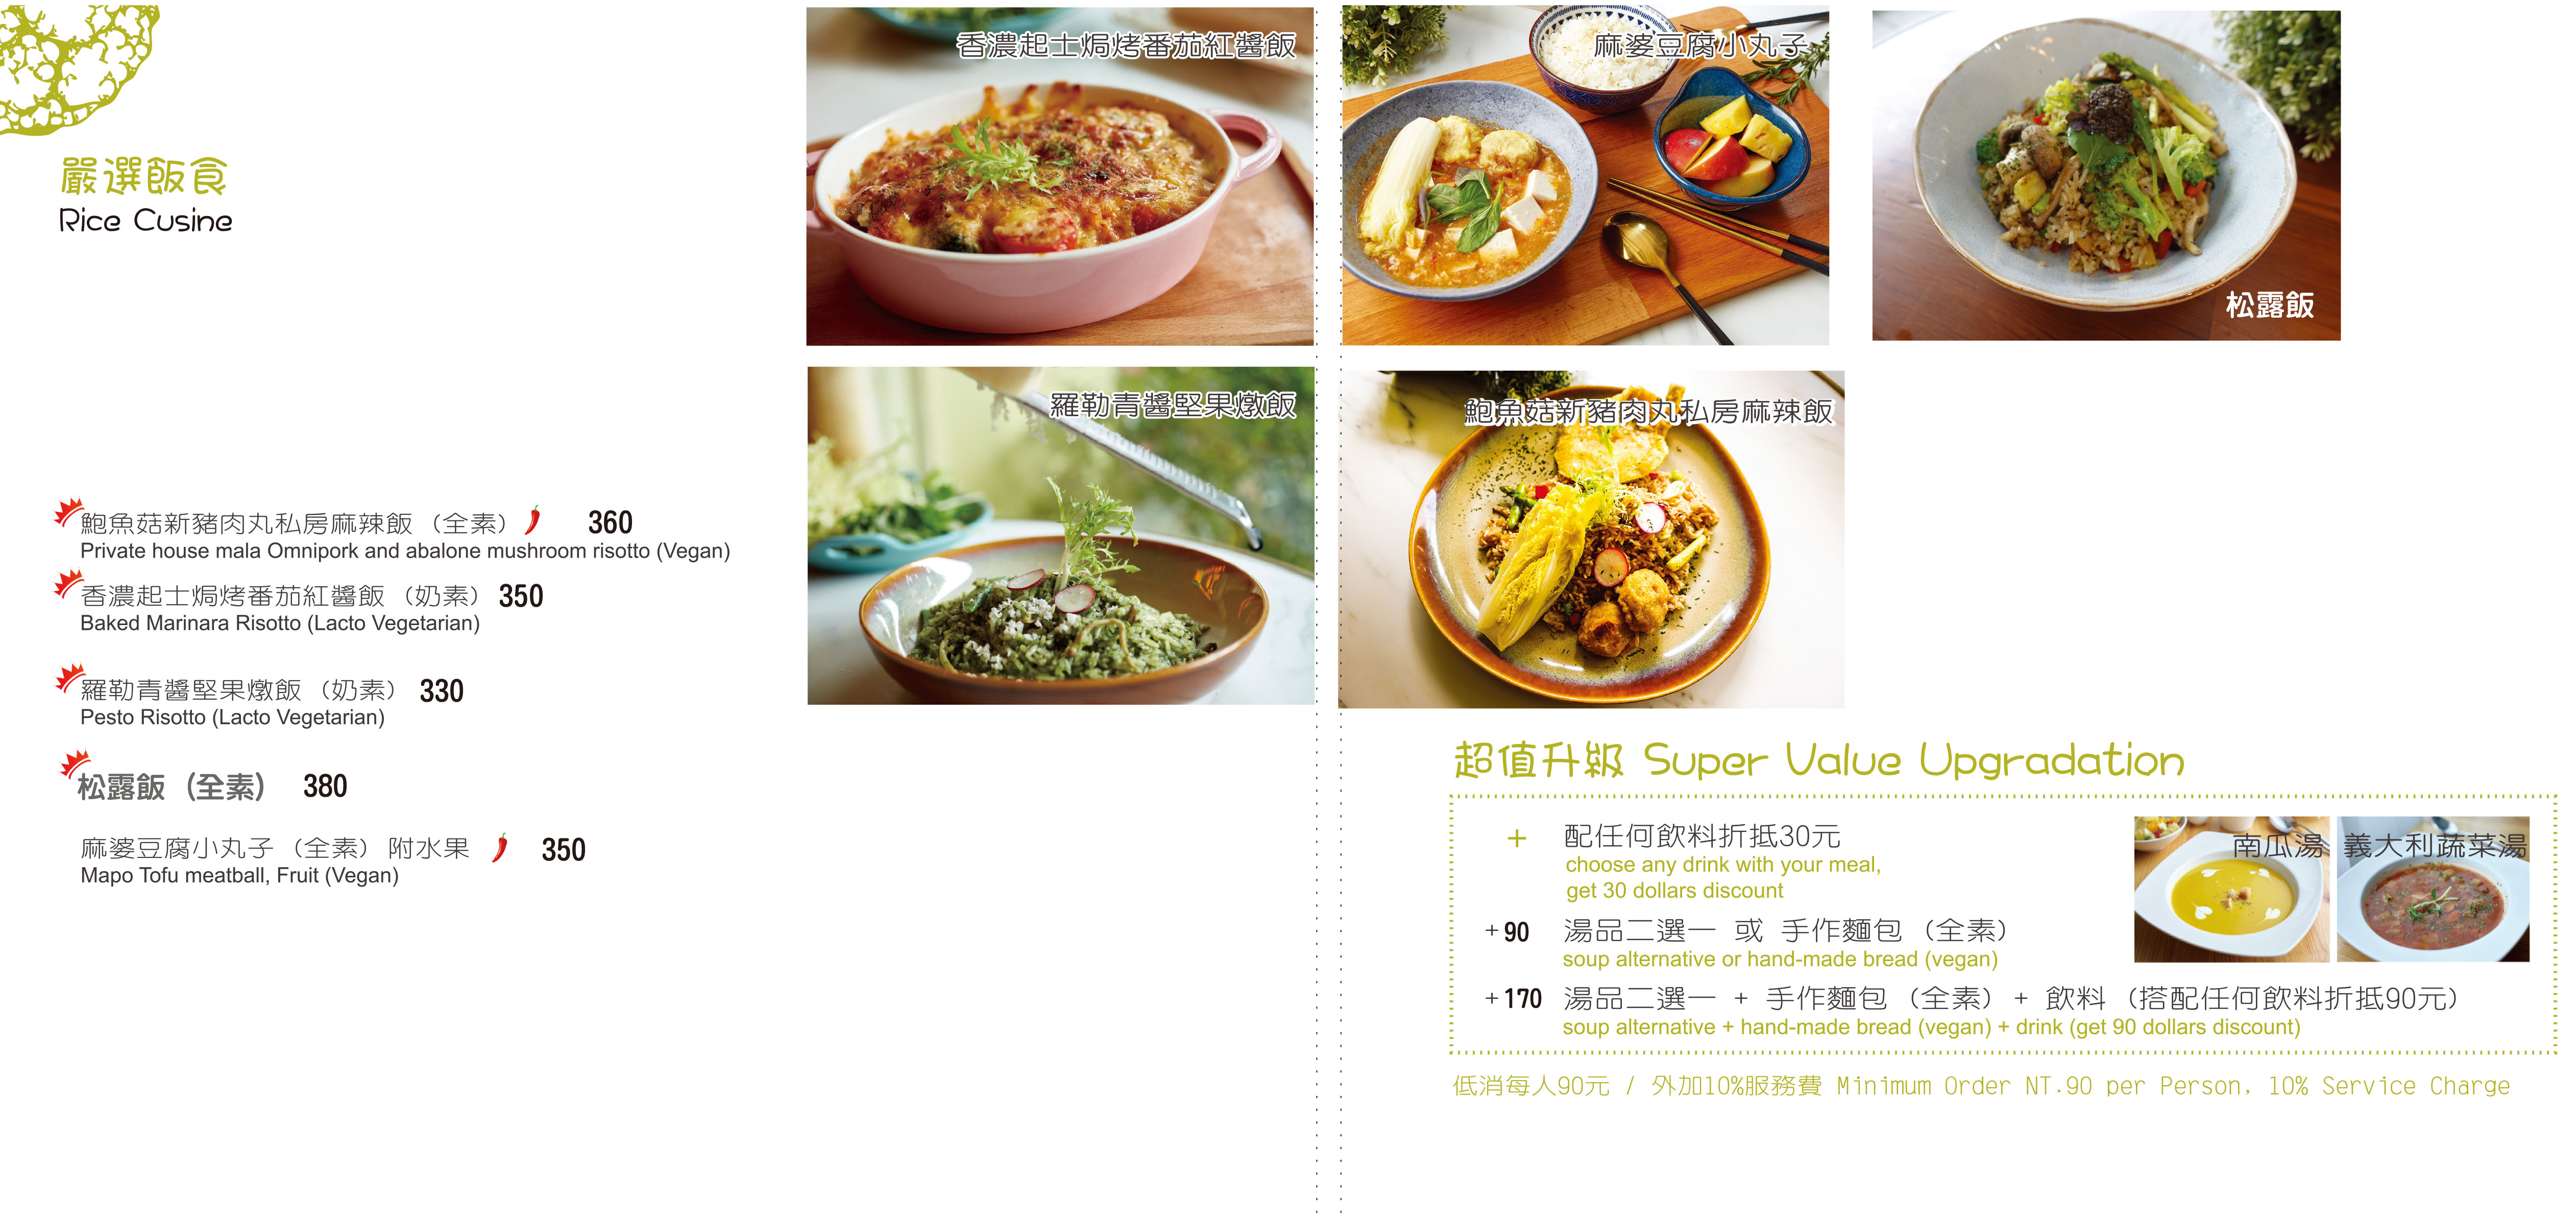 嚴選飯食
Rice Cusine
香濃起士焗烤番茄紅醬飯
麻婆豆腐小丸子
松露飯
羅勒青醬堅果燉飯
鮑魚菇新豬肉丸私房麻辣飯
鮑魚菇新豬肉丸私房麻辣飯 (全素) 360
Private house mala Omnipork and abalone mushroom risotto (Vegan)
香濃起士焗烤番茄紅醬飯 (奶素) 350
Baked Marinara Risotto (Lacto Vegetarian)
羅勒青醬堅果燉飯 (奶素) 330
Pesto Risotto (Lacto Vegetarian)
松露飯 (全素) 380
麻婆豆腐小丸子 (全素) 附水果 350
Mapo Tofu meatball, Fruit (Vegan)
超值升級 Super Value Upgradation
+ 配任何飲料折抵30元
choose any drink with your meal,
get 30 dollars discount
+90 湯品二選一 或 手作麵包 (全素)
soup alternative or hand-made bread (vegan)
南瓜湯 義大利蔬菜湯
+170 湯品二選一 + 手作麵包 (全素) + 飲料 (搭配任何飲料折抵90元)
soup alternative + hand-made bread (vegan) + drink (get 90 dollars discount)
低消每人90元 / 外加10%服務費 Minimum Order NT.90 per Person, 10% Service Charge